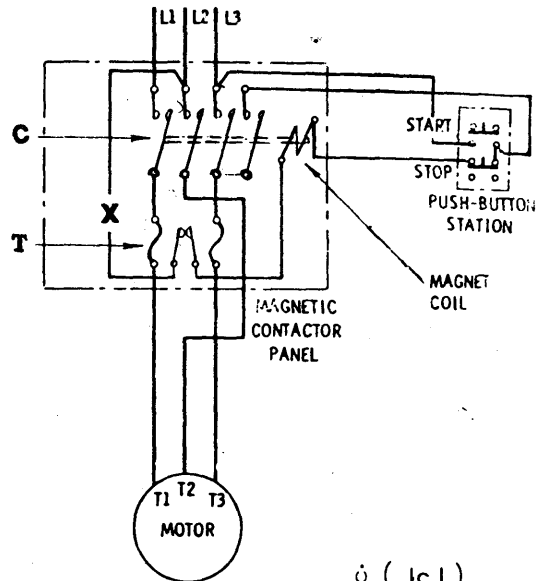 L1 L2 L3
C
START
STOP
PUSH-BUTTON
STATION
X
T
MAGNET
COIL
MAGNETIC
CONTACTOR
PANEL
T1 T2 T3
MOTOR